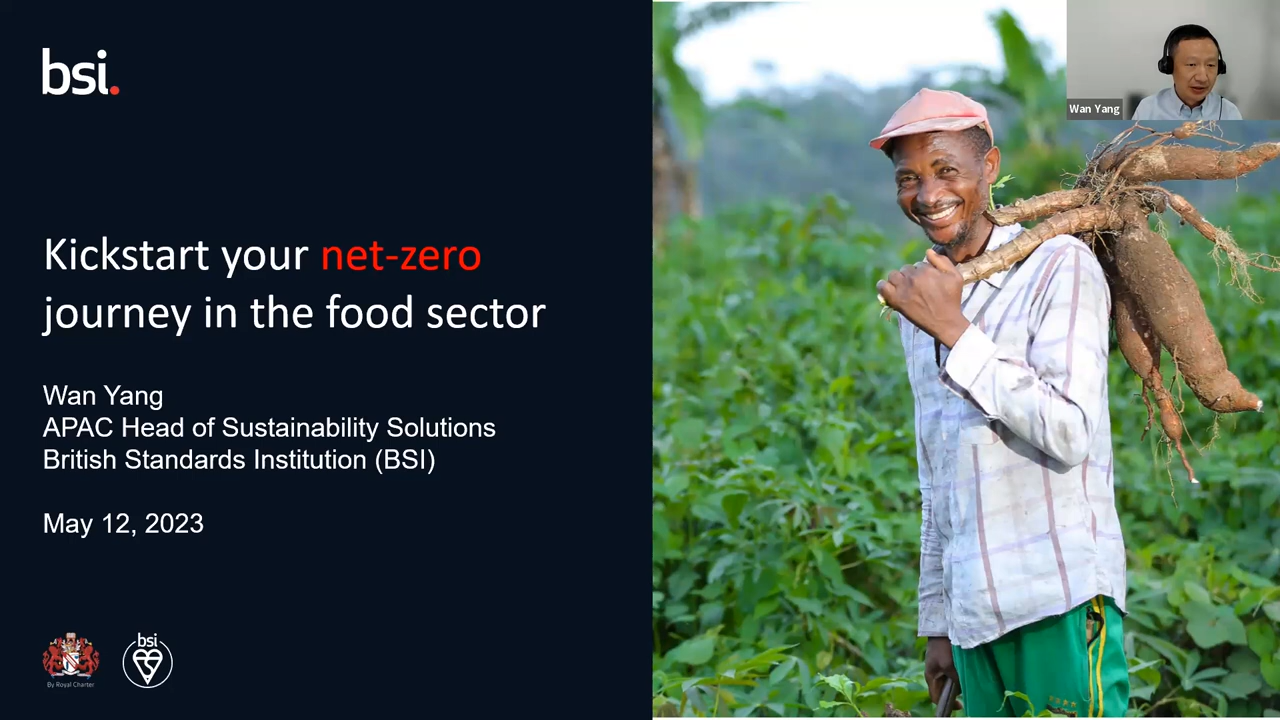 bsi.
Wan Yang
Kickstart your net-zero
journey in the food sector
Wan Yang
APAC Head of Sustainability Solutions
British Standards Institution (BSI)
May 12, 2023
By Royal Charter
bsi